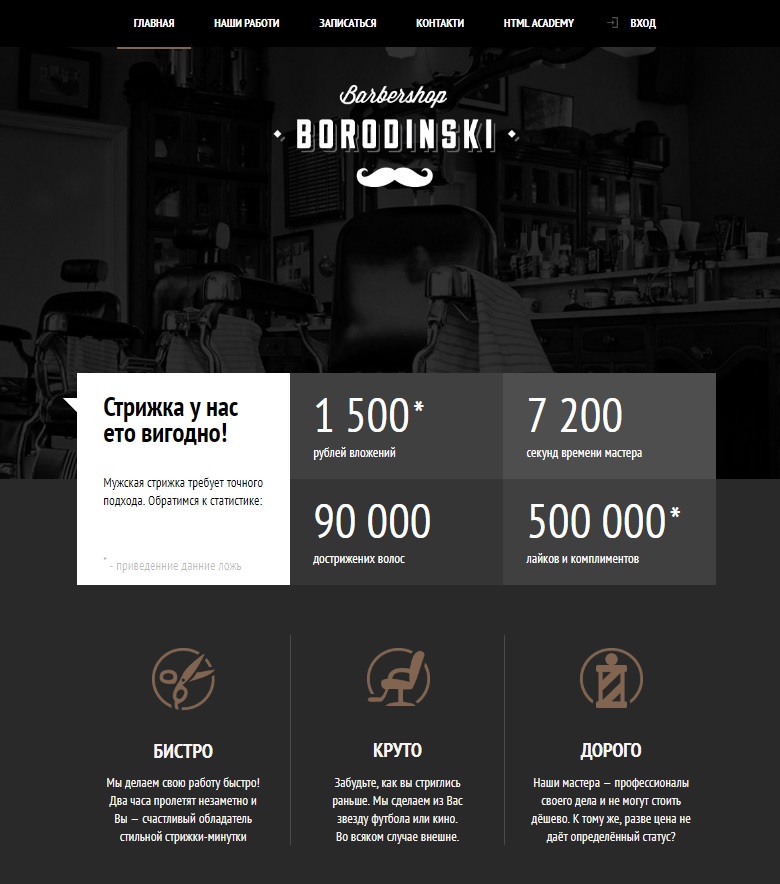 ГЛАВНАЯ НАШИ РАБОТИ ЗАПИСАТЬСЯ КОНТАКТИ HTML ACADEMY ВХОД
Barbershop
BORODINSKI
Стрижка у нас
ето вигодно!
Мужская стрижка требует точного
подхода. Обратимся к статистике:
* - приведенние данние ложь
1 500*
рублей вложений
7 200
секунд времени мастера
90 000
дострижених волос
500 000*
лайков и комплиментов
БИСТРО
Мы делаем свою работу быстро!
Два часа пролетят незаметно и
Вы — счастливый обладатель
стильной стрижки-минутки
КРУТО
Забудьте, как вы стриглись
раньше. Мы сделаем из Вас
звезду футбола или кино.
Во всяком случае внешне.
ДОРОГО
Наши мастера — профессионалы
своего дела и не могут стоить
дёшево. К тому же, разве цена не
даёт определённый статус?